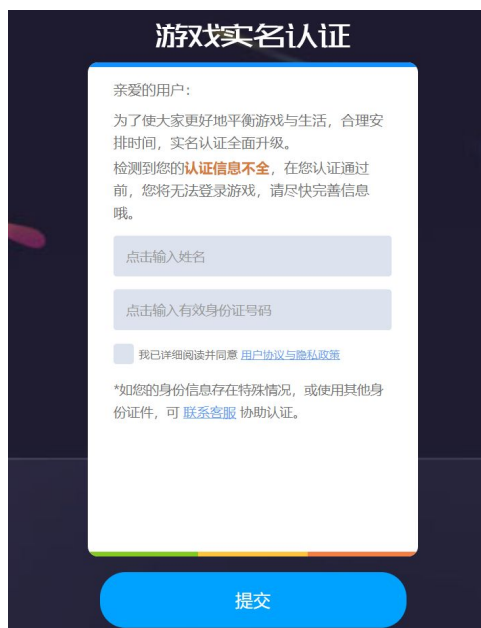 游戏实名认证
亲爱的用户：
为了使大家更好地平衡游戏与生活，合理安
排时间，实名认证全面升级。
检测到您的认证信息不全，在您认证通过
前，您将无法登录游戏，请尽快完善信息
哦。
点击输入姓名
点击输入有效身份证号码
我已详细阅读并同意 用户协议与隐私政策
*如您的身份信息存在特殊情况，或使用其他身
份证件，可 联系客服 协助认证。
提交